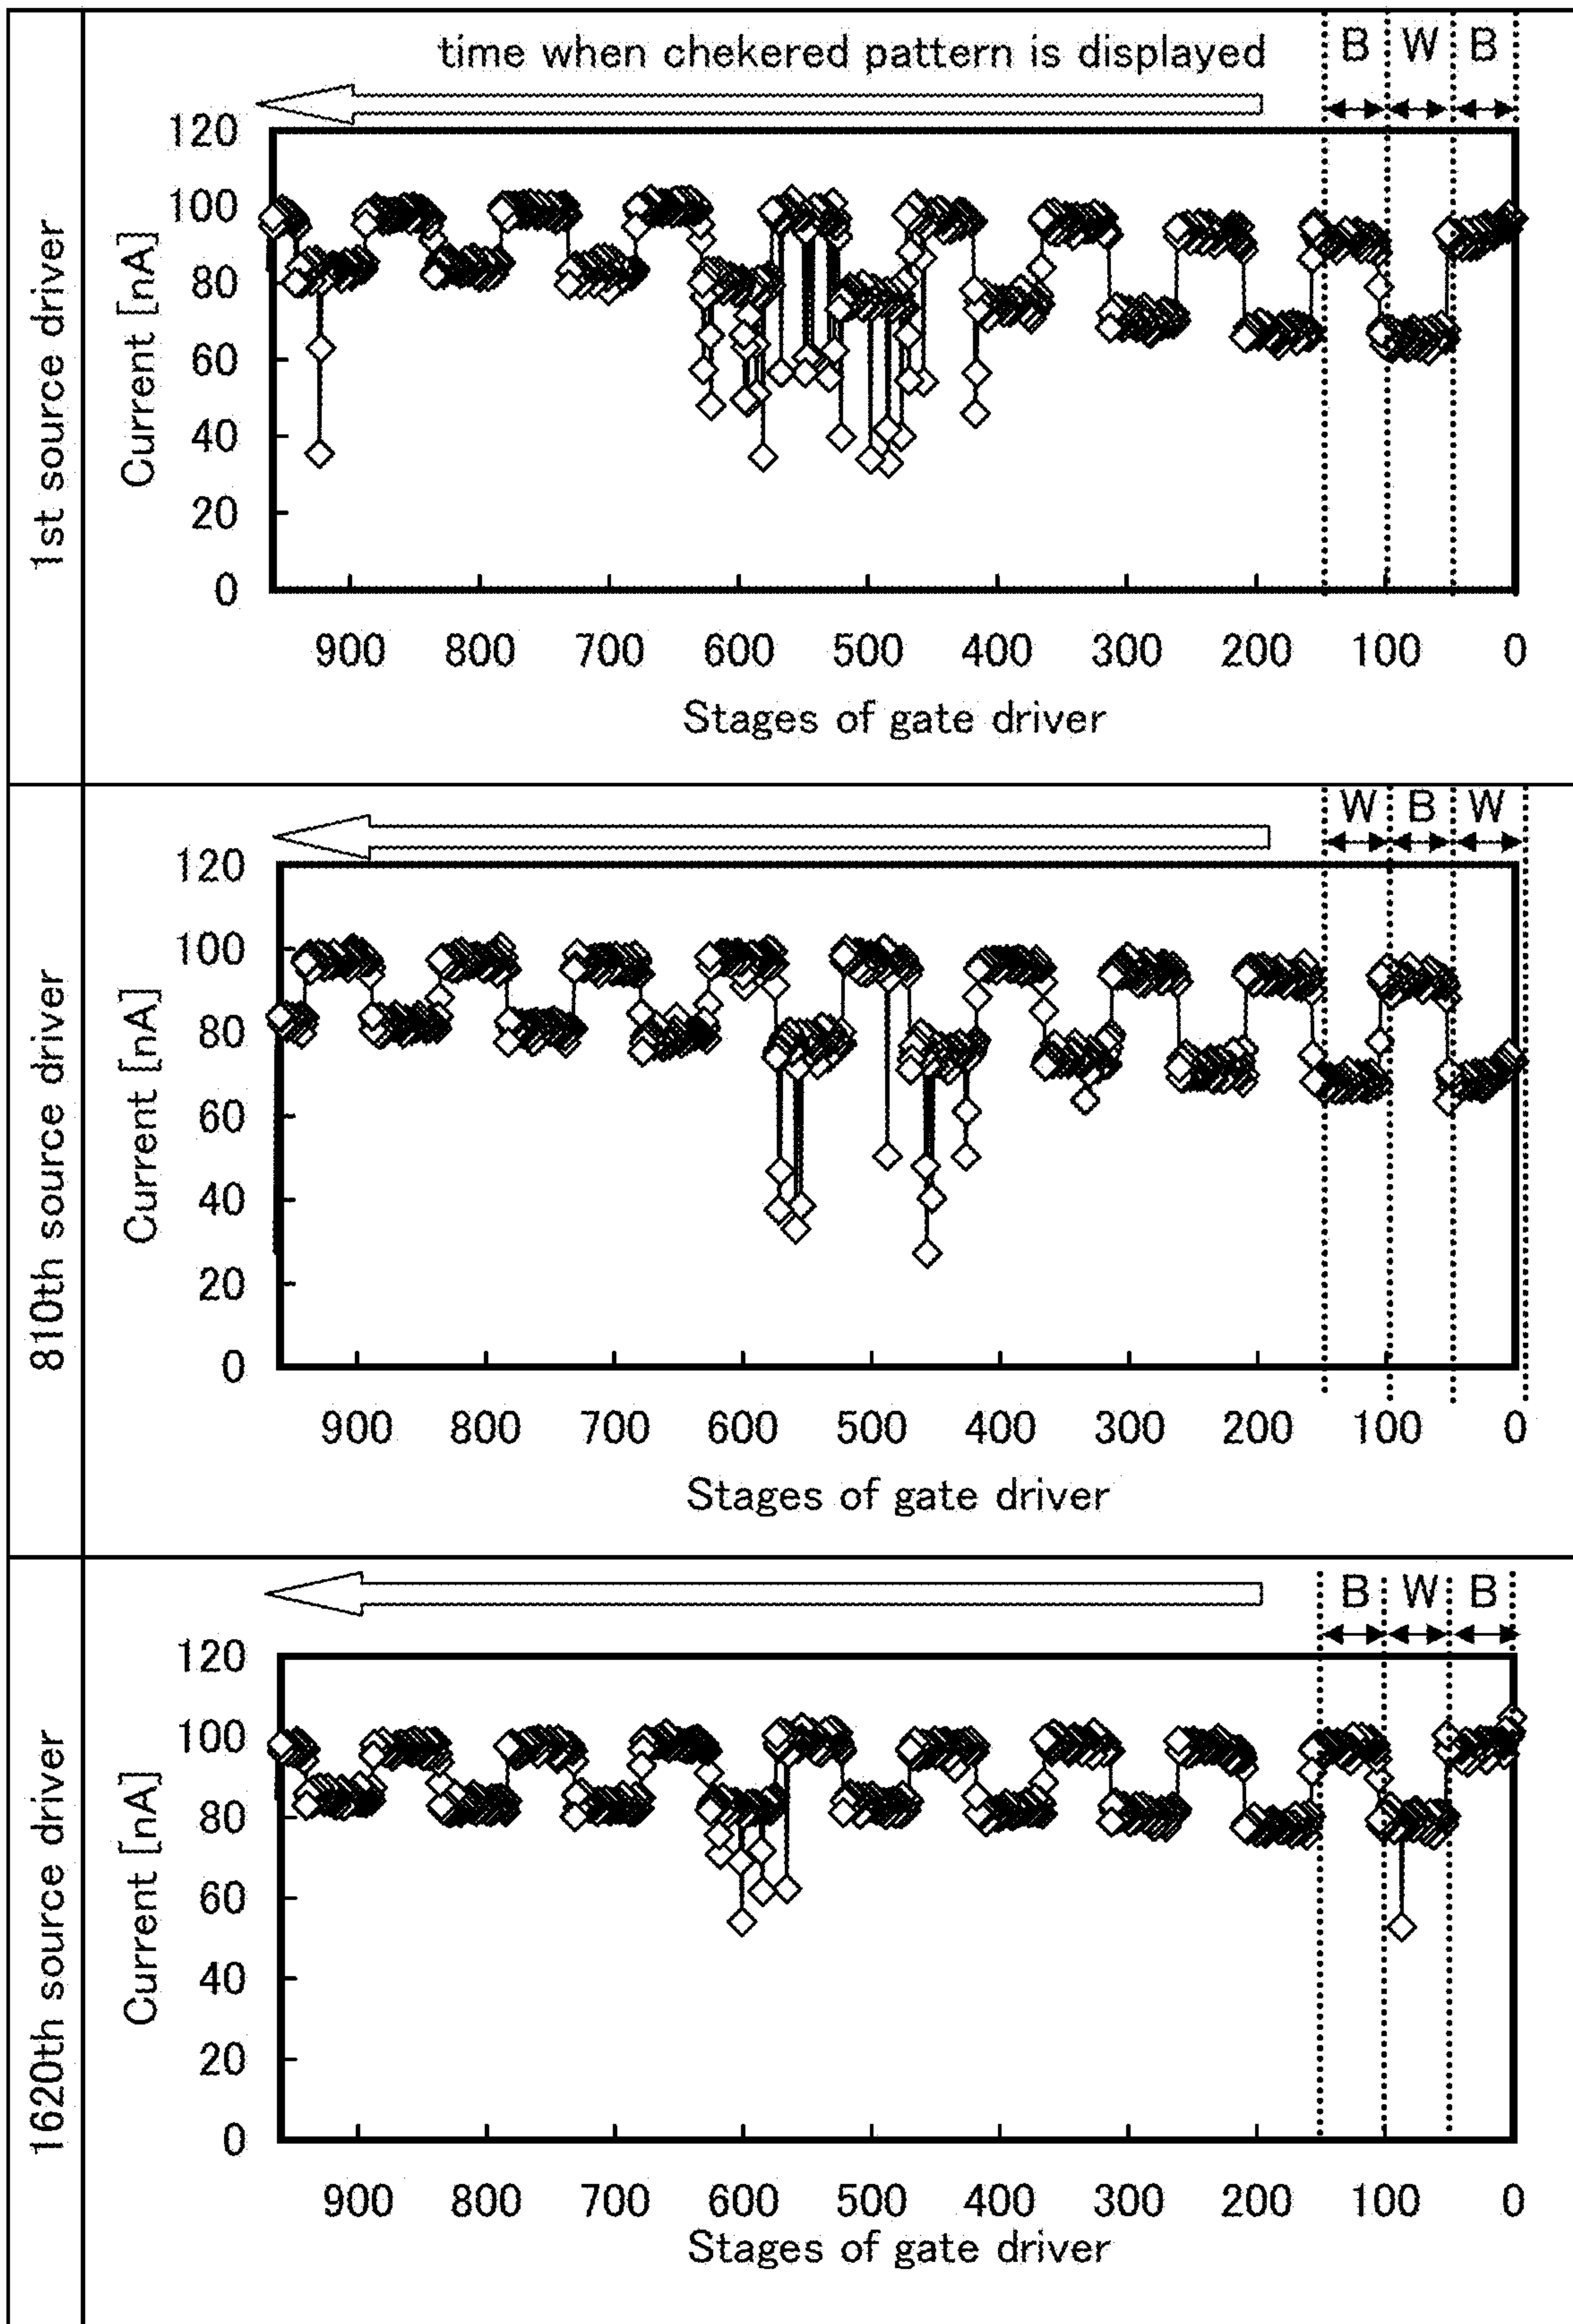 time when chekered pattern is displayed
B W B
1st source driver
Current [nA]
120
100
80
60
40
20
0
900 800 700 600 500 400 300 200 100 0
Stages of gate driver
W B W
810th source driver
Current [nA]
120
100
80
60
40
20
0
900 800 700 600 500 400 300 200 100 0
Stages of gate driver
B W B
1620th source driver
Current [nA]
120
100
80
60
40
20
0
900 800 700 600 500 400 300 200 100 0
Stages of gate driver